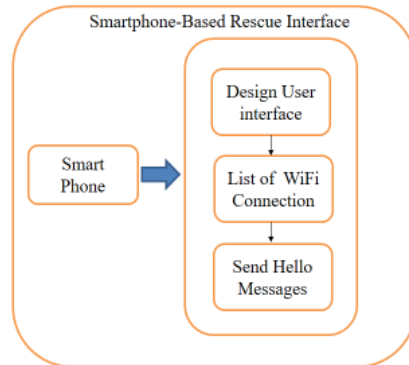 Smartphone-Based Rescue Interface
Design User
interface
Smart
Phone
List of WiFi
Connection
Send Hello
Messages